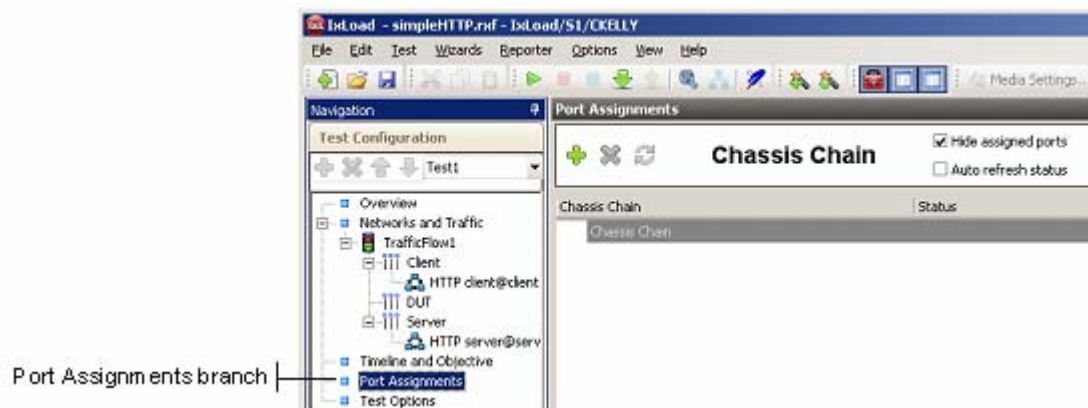 IxLoad - simpleHTTP.rxf - IxLoad/S1/CKELLY
File Edit Test Wizards Reporter Options View Help
Media Settings...
Navigation
Port Assignments
Test Configuration
Test1
Chassis Chain
Hide assigned ports
Auto refresh status
Chassis Chain
Status
Chassis Chain
Overview
Networks and Traffic
TrafficFlow1
Client
HTTP client@client
DUT
Server
HTTP server@serv
Timeline and Objective
Port Assignments branch
Port Assignments
Test Options